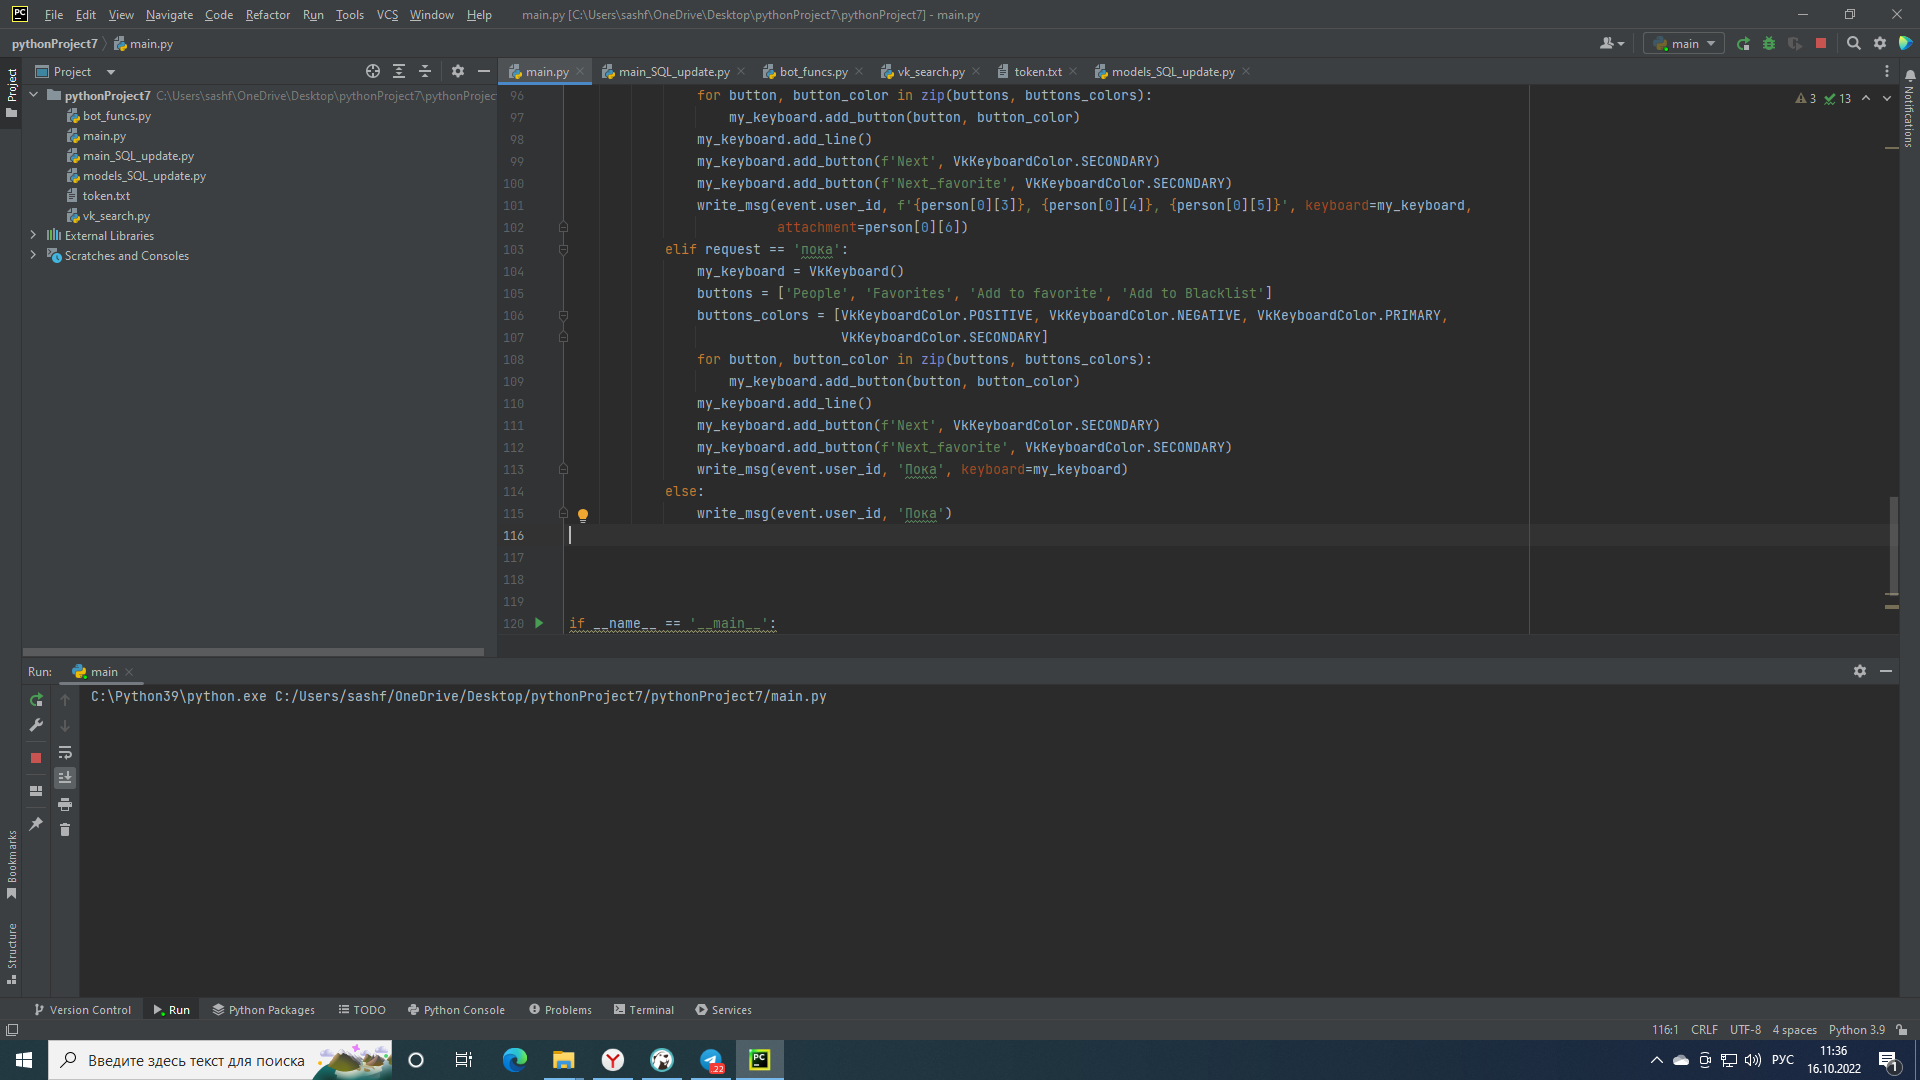 PC File Edit View Navigate Code Refactor Run Tools VCS Window Help main.py [C:\Users\sashf\OneDrive\Desktop\pythonProject7\pythonProject7] - main.py
pythonProject7 main.py main
Project main.py main_SQL_update.py bot_funcs.py vk_search.py token.txt models_SQL_update.py
Project
Notifications
pythonProject7 C:\Users\sashf\OneDrive\Desktop\pythonProject7\pythonProjec
bot_funcs.py
main.py
main_SQL_update.py
models_SQL_update.py
token.txt
vk_search.py
External Libraries
Scratches and Consoles
3 13
96 for button, button_color in zip(buttons, buttons_colors):
97 my_keyboard.add_button(button, button_color)
98 my_keyboard.add_line()
99 my_keyboard.add_button(f'Next', VkKeyboardColor.SECONDARY)
100 my_keyboard.add_button(f'Next_favorite', VkKeyboardColor.SECONDARY)
101 write_msg(event.user_id, f'{person[0][3]}, {person[0][4]}, {person[0][5]}', keyboard=my_keyboard,
102 attachment=person[0][6])
103 elif request == 'пока':
104 my_keyboard = VkKeyboard()
105 buttons = ['People', 'Favorites', 'Add to favorite', 'Add to Blacklist']
106 buttons_colors = [VkKeyboardColor.POSITIVE, VkKeyboardColor.NEGATIVE, VkKeyboardColor.PRIMARY,
107 VkKeyboardColor.SECONDARY]
108 for button, button_color in zip(buttons, buttons_colors):
109 my_keyboard.add_button(button, button_color)
110 my_keyboard.add_line()
111 my_keyboard.add_button(f'Next', VkKeyboardColor.SECONDARY)
112 my_keyboard.add_button(f'Next_favorite', VkKeyboardColor.SECONDARY)
113 write_msg(event.user_id, 'Пока', keyboard=my_keyboard)
114 else:
115 write_msg(event.user_id, 'Пока')
116
117
118
119
120 if __name__ == '__main__':
Run: main
C:\Python39\python.exe C:/Users/sashf/OneDrive/Desktop/pythonProject7/pythonProject7/main.py
Bookmarks
Structure
Version Control Run Python Packages TODO Python Console Problems Terminal Services
116:1 CRLF UTF-8 4 spaces Python 3.9
Введите здесь текст для поиска 22 PC РУС 11:36
16.10.2022 1